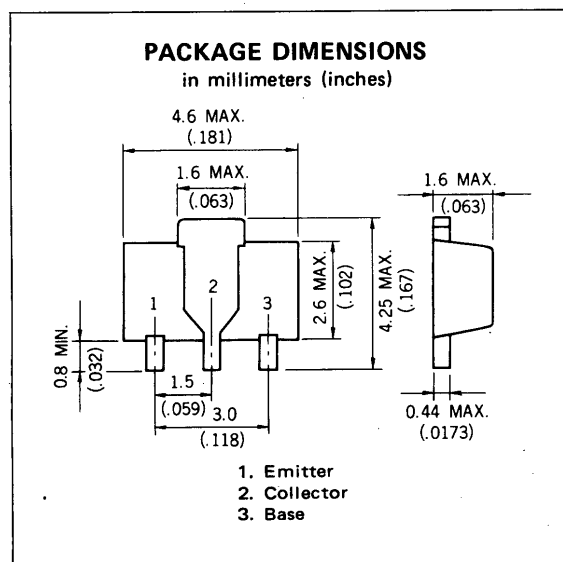 PACKAGE DIMENSIONS
in millimeters (inches)
4.6 MAX.
(.181)
1.6 MAX.
(.063)
1.6 MAX.
(.063)
1
2
3
2.6 MAX.
(.102)
4.25 MAX.
(.167)
0.8 MIN.
(.032)
1.5
(.059)
3.0
(.118)
0.44 MAX.
(.0173)
1. Emitter
2. Collector
3. Base